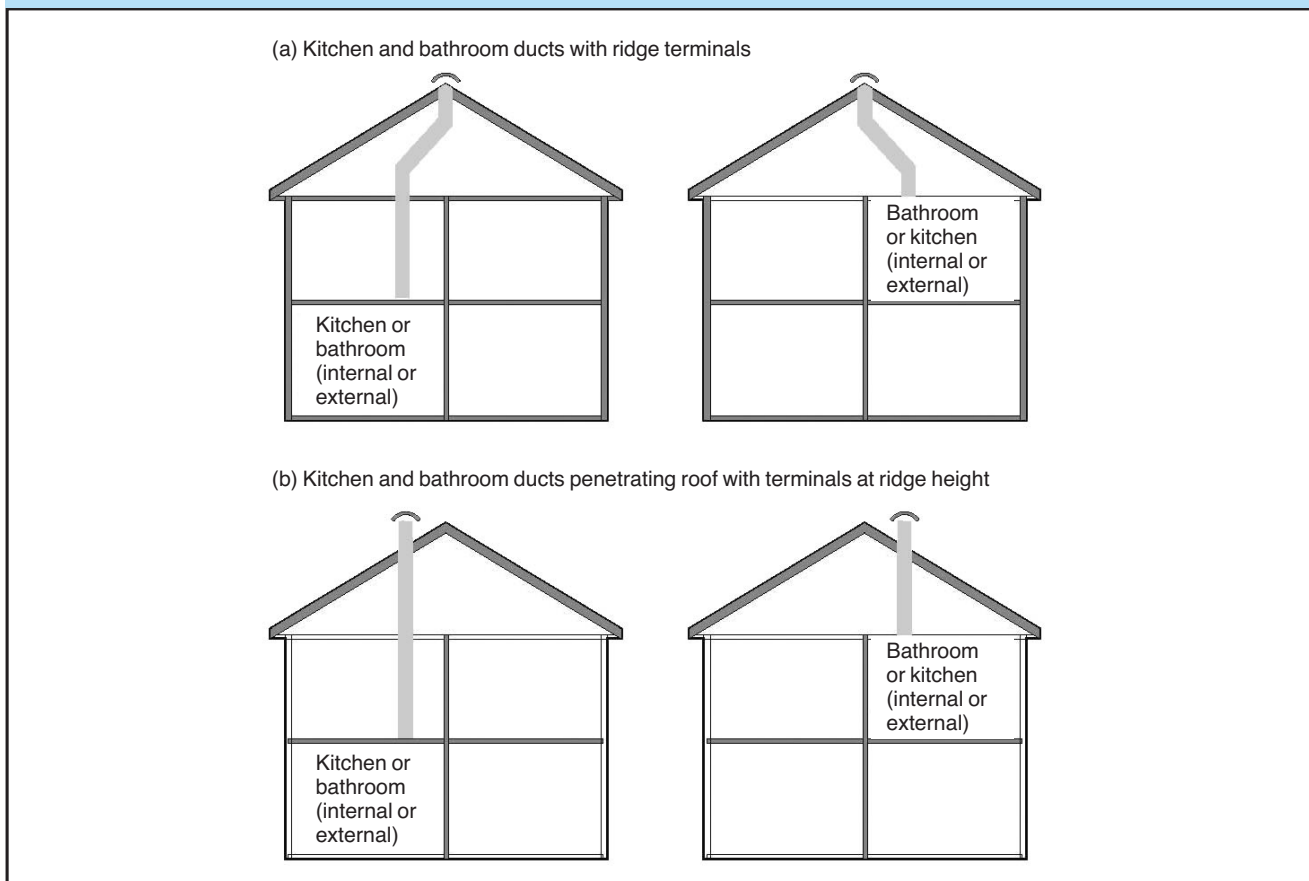 (a) Kitchen and bathroom ducts with ridge terminals
Kitchen or
bathroom
(internal or
external)
Bathroom
or kitchen
(internal or
external)
(b) Kitchen and bathroom ducts penetrating roof with terminals at ridge height
Kitchen or
bathroom
(internal or
external)
Bathroom
or kitchen
(internal or
external)